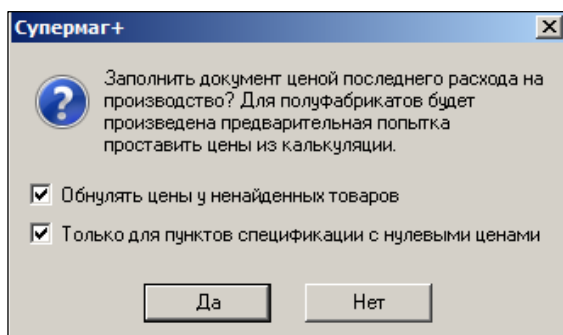 Супермаг+
Заполнить документ ценой последнего расхода на
производство? Для полуфабрикатов будет
произведена предварительная попытка
проставить цены из калькуляции.
Обнулять цены у ненайденных товаров
Только для пунктов спецификации с нулевыми ценами
Да
Нет